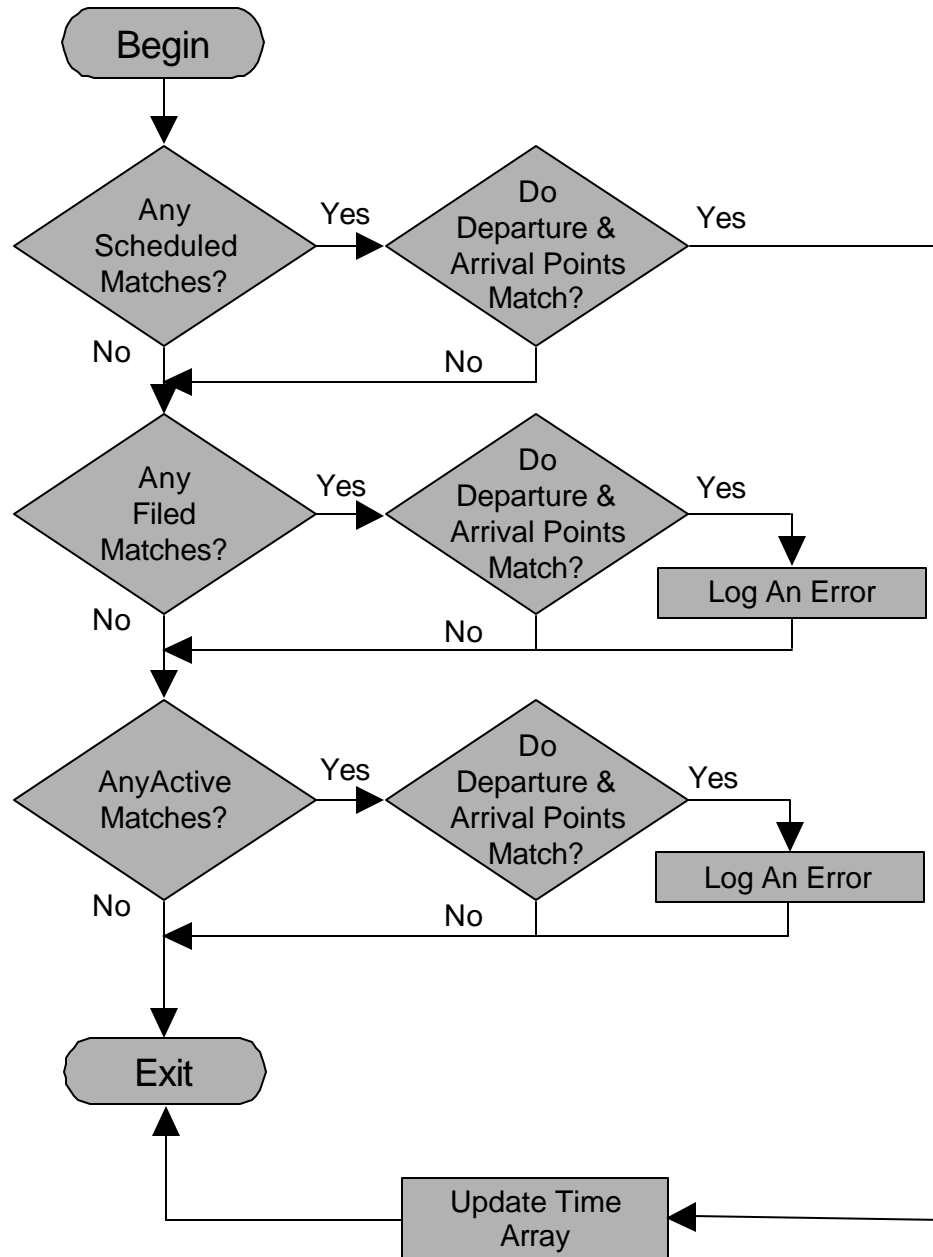 Begin
Any
Scheduled
Matches?
Yes
Do
Departure &
Arrival Points
Match?
Yes
No
No
Any
Filed
Matches?
Yes
Do
Departure &
Arrival Points
Match?
Yes
Log An Error
No
No
AnyActive
Matches?
Yes
Do
Departure &
Arrival Points
Match?
Yes
Log An Error
No
No
Exit
Update Time
Array